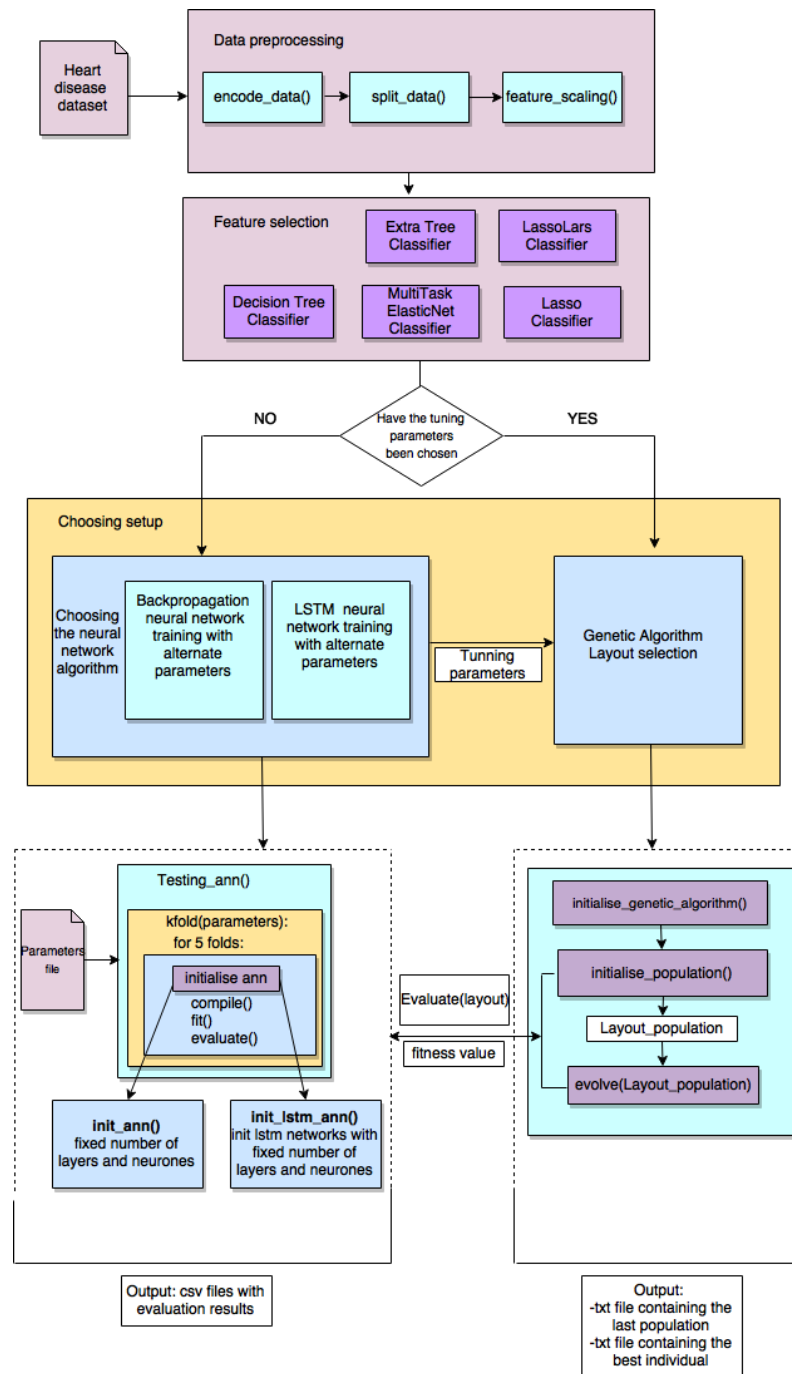 Data preprocessing
Heart
disease
dataset
encode_data()
split_data()
feature_scaling()
Feature selection
Extra Tree
Classifier
LassoLars
Classifier
Decision Tree
Classifier
MultiTask
ElasticNet
Classifier
Lasso
Classifier
NO
Have the tuning
parameters
been chosen
YES
Choosing setup
Choosing
the neural
network
algorithm
Backpropagation
neural network
training with
alternate
parameters
LSTM neural
network training
with alternate
parameters
Tunning
parameters
Genetic Algorithm
Layout selection
Testing_ann()
Parameters
file
kfold(parameters):
for 5 folds:
initialise ann
compile()
fit()
evaluate()
init_ann()
fixed number of
layers and neurones
init_lstm_ann()
init lstm networks with
fixed number of
layers and neurones
Evaluate(layout)
fitness value
initialise_genetic_algorithm()
initialise_population()
Layout_population
evolve(Layout_population)
Output: csv files with
evaluation results
Output:
-txt file containing the
last population
-txt file containing the
best individual